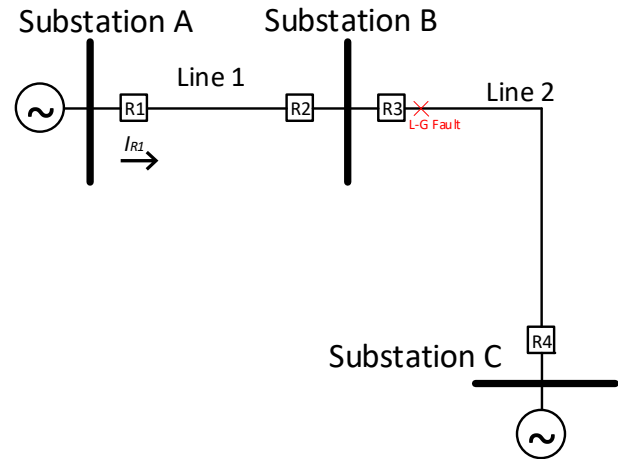 Substation A
Substation B
Line 1
Line 2
R1
R2
R3
L-G Fault
IR1
R4
Substation C